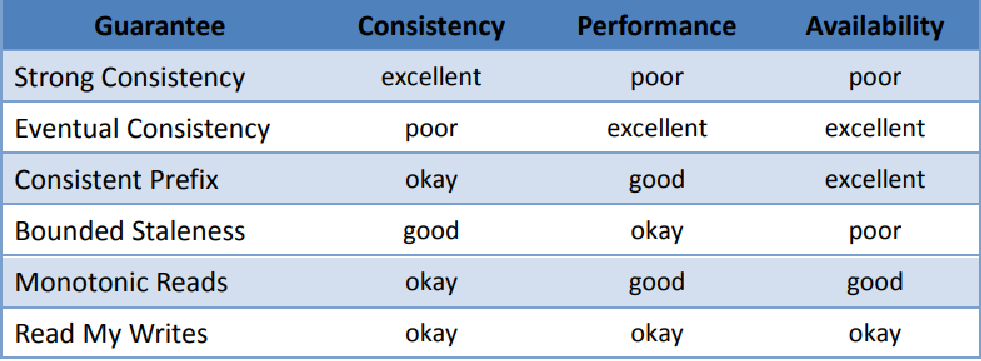 Guarantee Consistency Performance Availability
Strong Consistency excellent poor poor
Eventual Consistency poor excellent excellent
Consistent Prefix okay good excellent
Bounded Staleness good okay poor
Monotonic Reads okay good good
Read My Writes okay okay okay